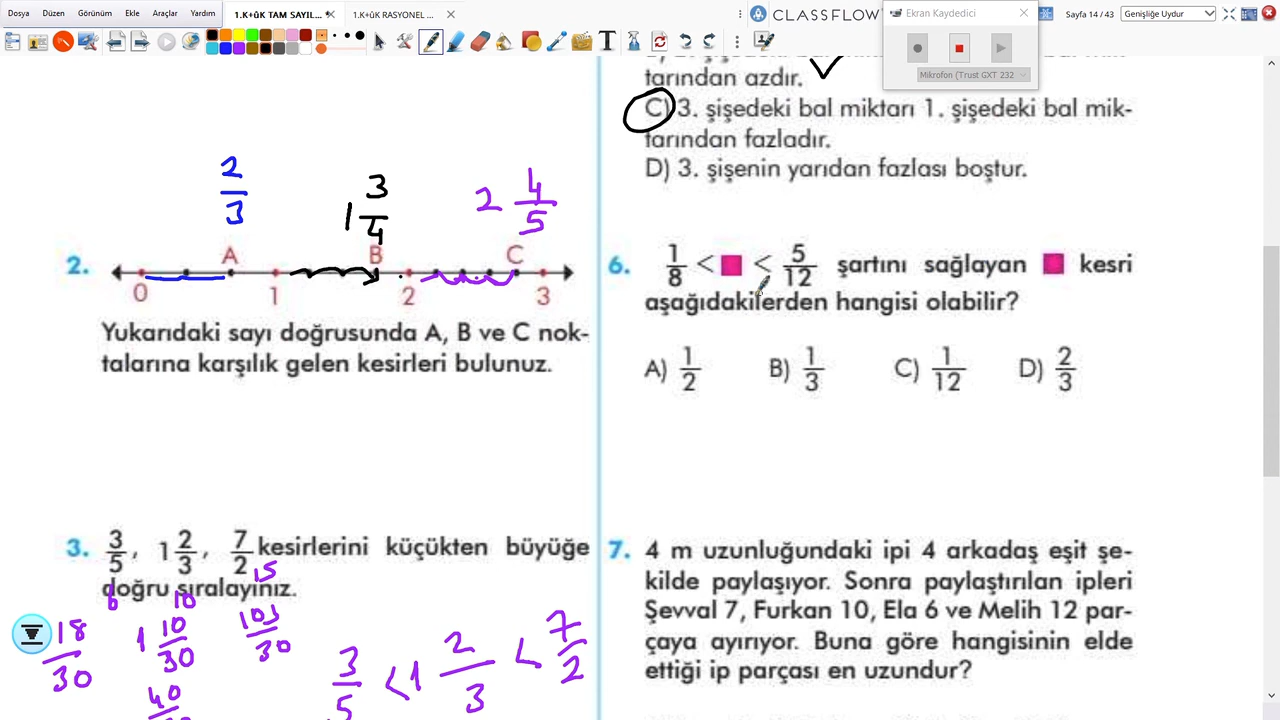 Dosya Düzen Görünüm Ekle Araçlar Yardım
1.K+ûK TAM SAYIL...*
1.K+ûK RASYONEL ...
CLASSFLOW
Ekran Kaydedici
Mikrofon (Trust GXT 232
Sayfa 14 / 43
Genişliğe Uydur
2/3
1 3/4
2 4/5
2.
A B C
0 1 2 3
Yukarıdaki sayı doğrusunda A, B ve C nok-
talarına karşılık gelen kesirleri bulunuz.
3. 3/5, 1 2/3, 7/2 kesirlerini küçükten büyüğe
doğru sıralayınız.
6 10 15
18/30 1 10/30 103/30
40
3/5 < 1 2/3 < 7/2
tarından azdır.
C) 3. şişedeki bal miktarı 1. şişedeki bal mik-
tarından fazladır.
D) 3. şişenin yarıdan fazlası boştur.
6. 1/8 < ■ < 5/12 şartını sağlayan ■ kesri
aşağıdakilerden hangisi olabilir?
A) 1/2 B) 1/3 C) 1/12 D) 2/3
7. 4 m uzunluğundaki ipi 4 arkadaş eşit şe-
kilde paylaşıyor. Sonra paylaştırılan ipleri
Şevval 7, Furkan 10, Ela 6 ve Melih 12 par-
çaya ayırıyor. Buna göre hangisinin elde
ettiği ip parçası en uzundur?